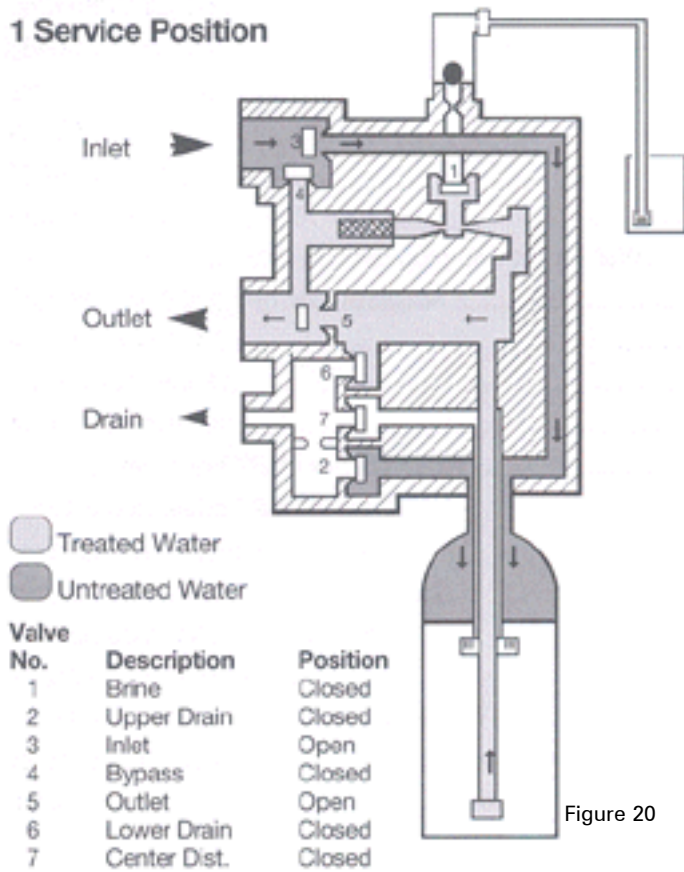 1 Service Position
Inlet
3
1
4
Outlet
5
6
Drain
7
2
Treated Water
Untreated Water
Valve
No. Description Position
1 Brine Closed
2 Upper Drain Closed
3 Inlet Open
4 Bypass Closed
5 Outlet Open
6 Lower Drain Closed
7 Center Dist. Closed
Figure 20